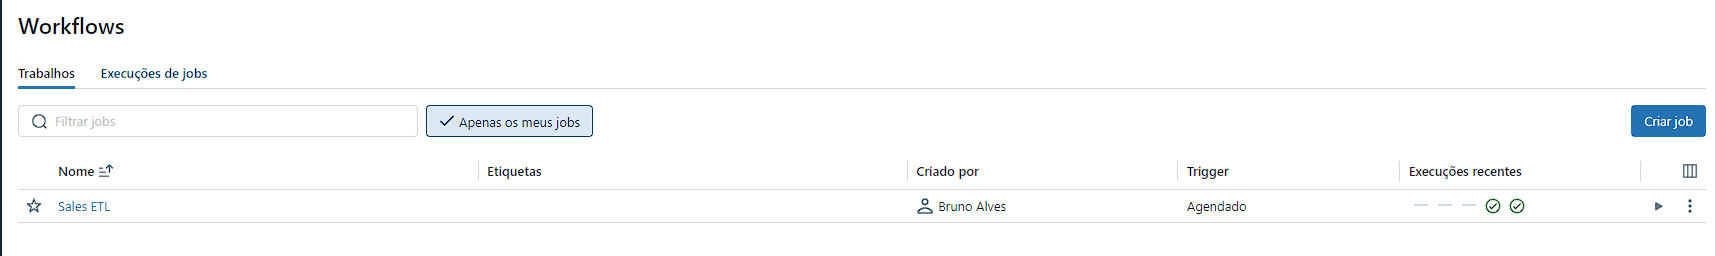 Workflows
Trabalhos Execuções de jobs
Filtrar jobs Apenas os meus jobs Criar job
Nome Etiquetas Criado por Trigger Execuções recentes
Sales ETL Bruno Alves Agendado